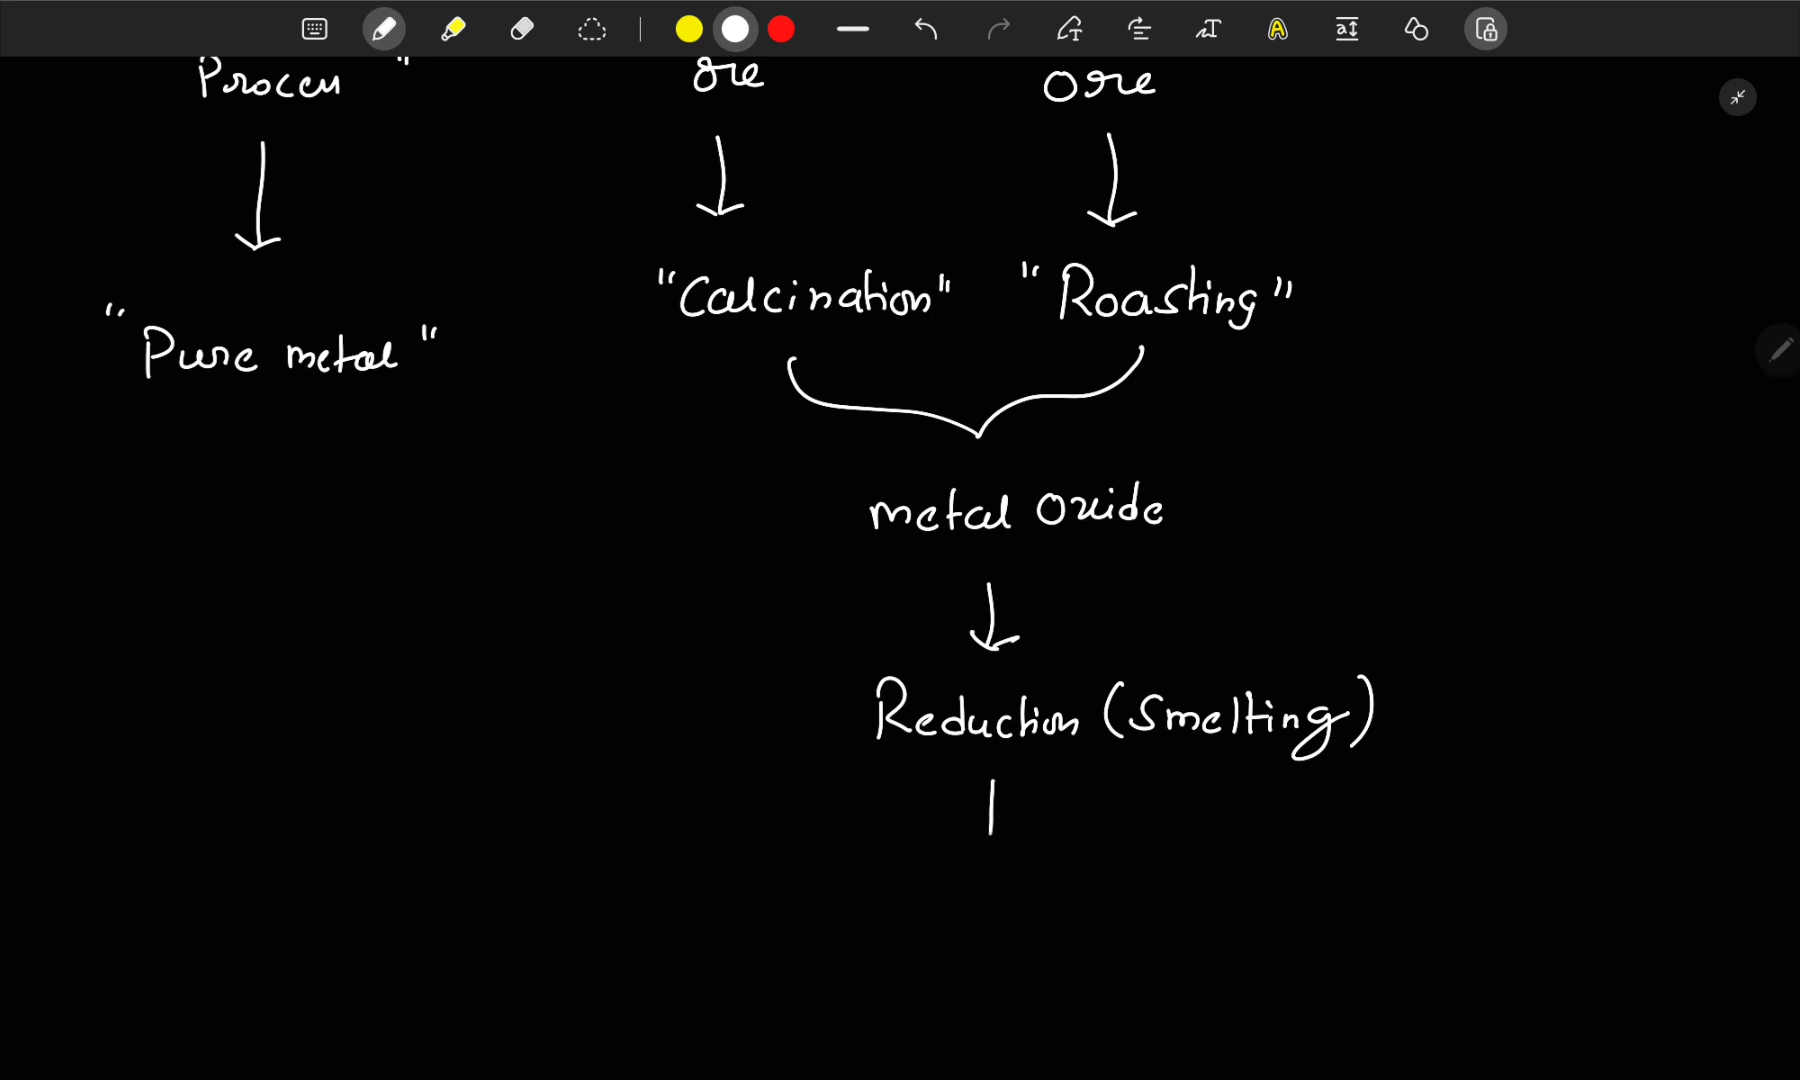 Process "
ore
ore
"Calcination"
"Roasting"
"Pure metal"
metal oxide
Reduction (Smelting)